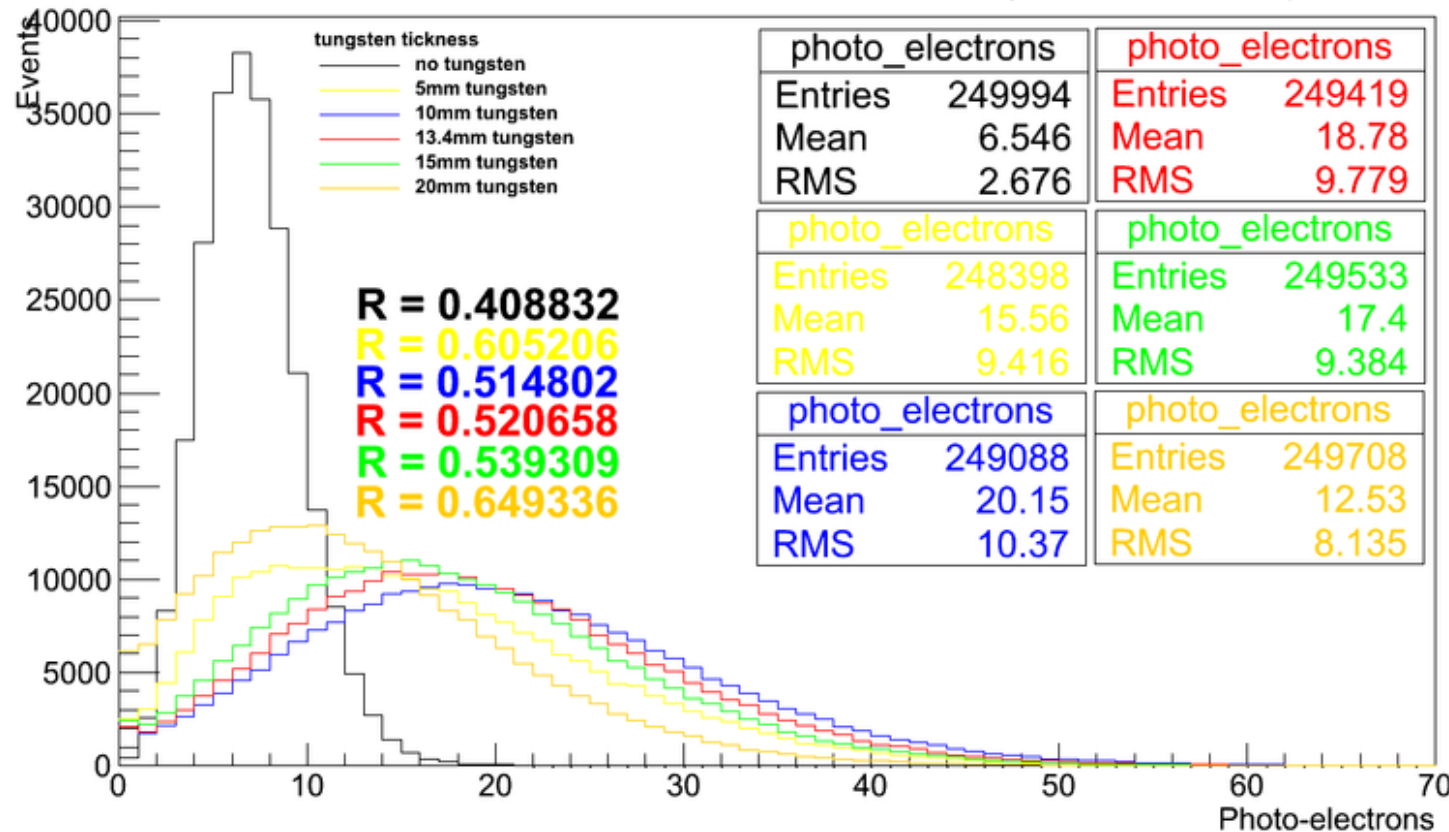 Events
40000
35000
30000
25000
20000
15000
10000
5000
0
tungsten tickness
no tungsten
5mm tungsten
10mm tungsten
13.4mm tungsten
15mm tungsten
20mm tungsten
R = 0.408832
R = 0.605206
R = 0.514802
R = 0.520658
R = 0.539309
R = 0.649336
photo_electrons
Entries 249994
Mean 6.546
RMS 2.676
photo_electrons
Entries 249419
Mean 18.78
RMS 9.779
photo_electrons
Entries 248398
Mean 15.56
RMS 9.416
photo_electrons
Entries 249533
Mean 17.4
RMS 9.384
photo_electrons
Entries 249088
Mean 20.15
RMS 10.37
photo_electrons
Entries 249708
Mean 12.53
RMS 8.135
0 10 20 30 40 50 60 70
Photo-electrons